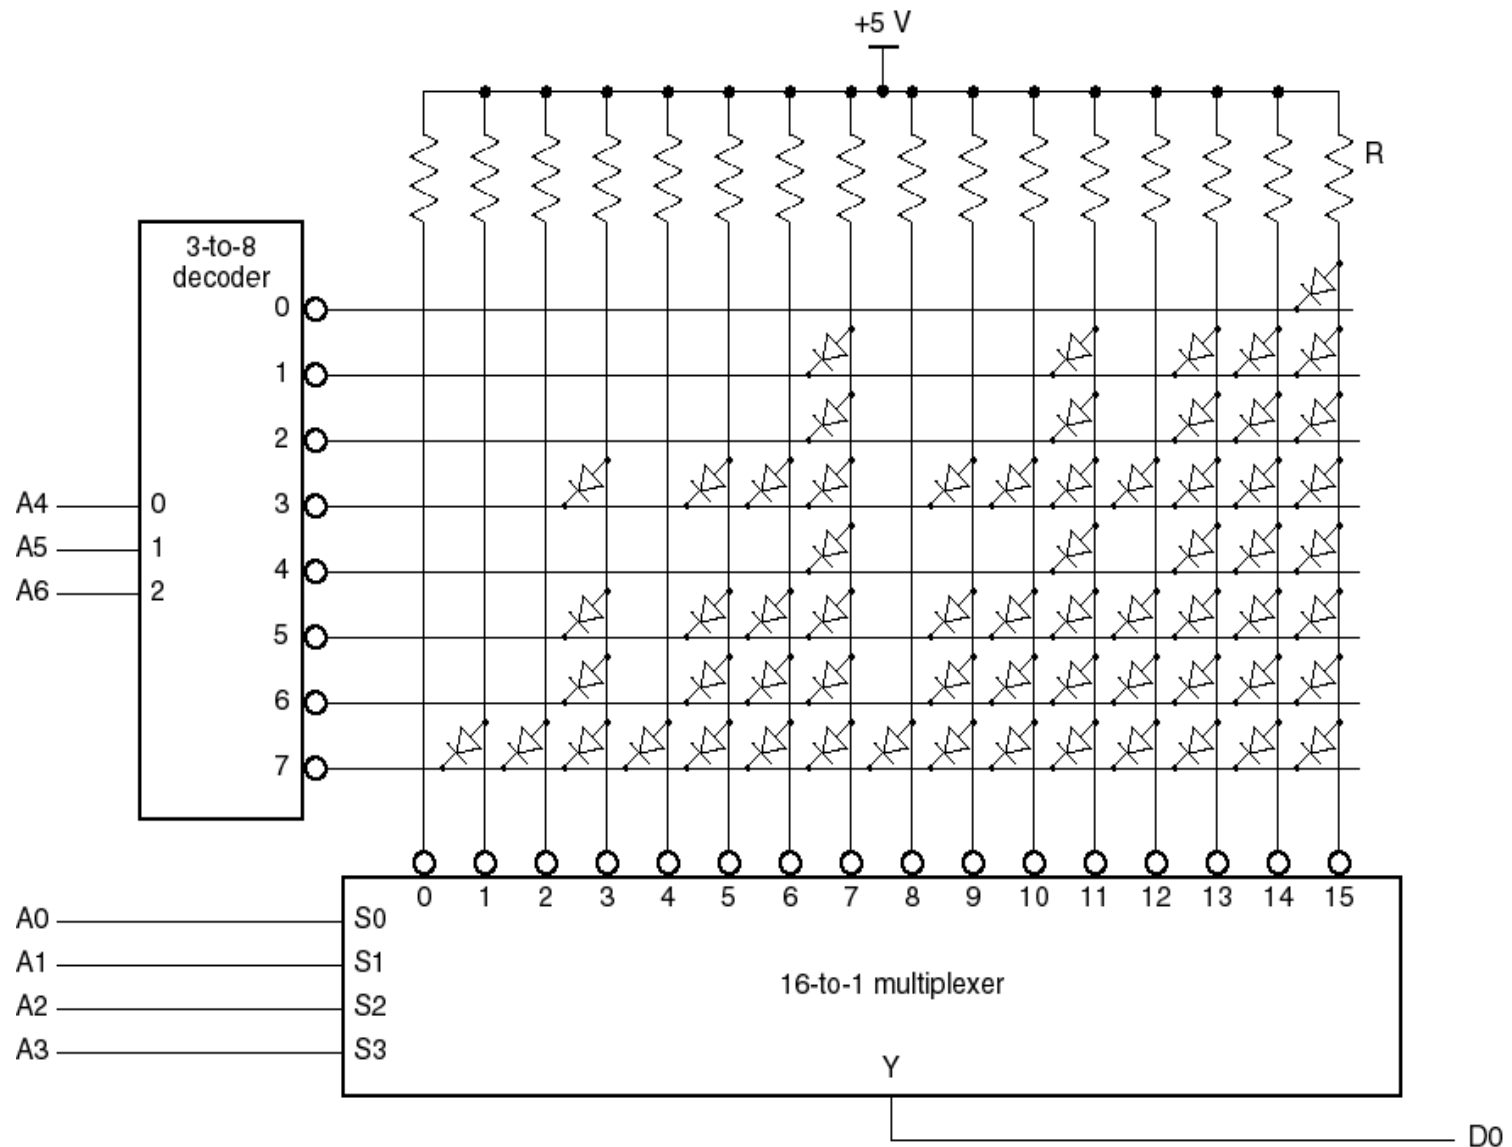 +5 V
R
3-to-8
decoder
0
1
2
3
4
5
6
7
A4 0
A5 1
A6 2
0 1 2 3 4 5 6 7 8 9 10 11 12 13 14 15
A0 S0
A1 S1
A2 S2
A3 S3
16-to-1 multiplexer
Y
D0